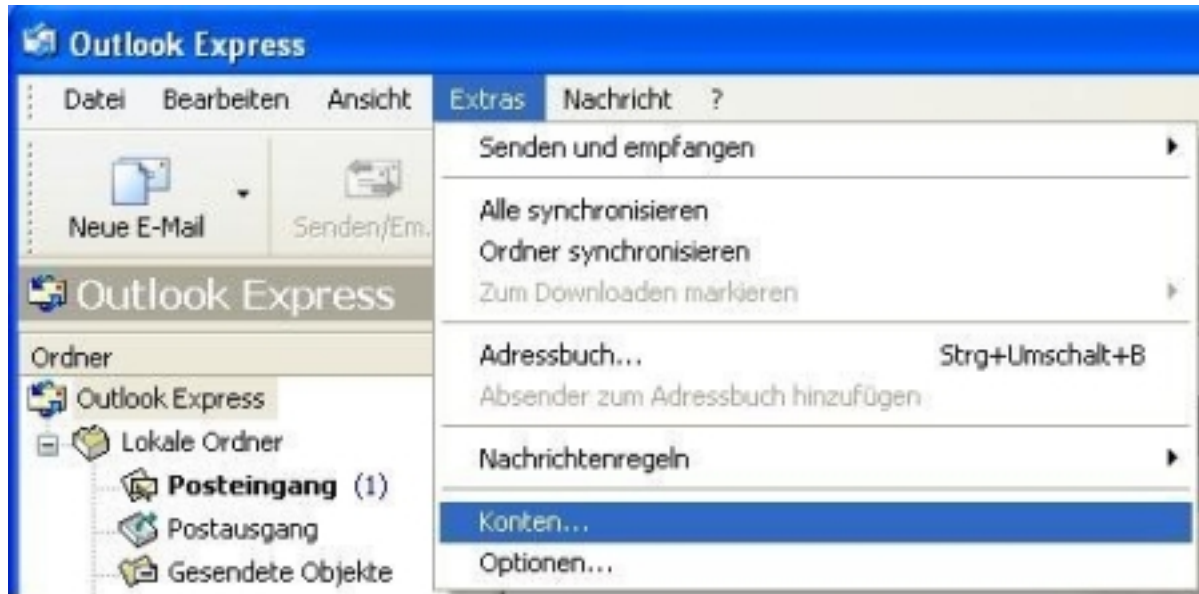 Outlook Express
Datei Bearbeiten Ansicht Extras Nachricht ?
Neue E-Mail
Senden/Em.
Senden und empfangen
Alle synchronisieren
Ordner synchronisieren
Zum Downloaden markieren
Adressbuch... Strg+Umschalt+B
Absender zum Adressbuch hinzufügen
Nachrichtenregeln
Konten...
Optionen...
Outlook Express
Ordner
Outlook Express
Lokale Ordner
Posteingang (1)
Postausgang
Gesendete Objekte